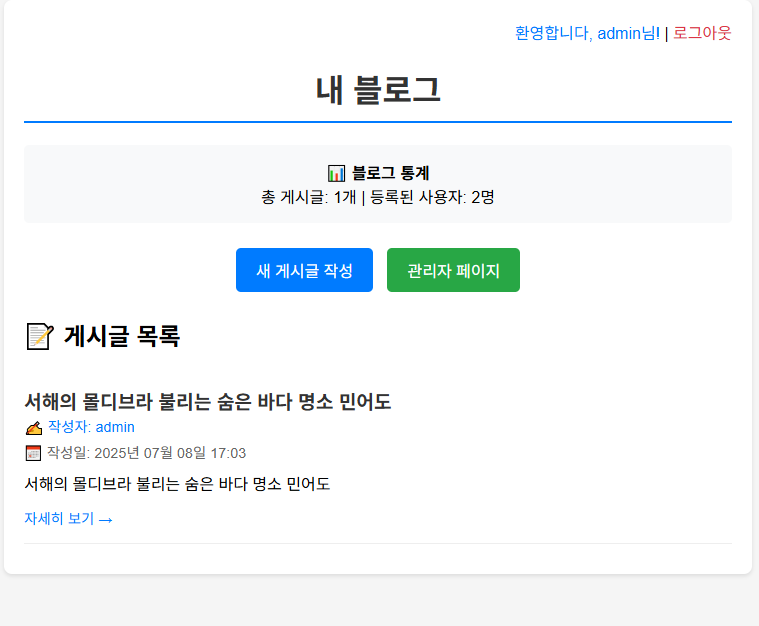 환영합니다, admin님! | 로그아웃
내 블로그
📊 블로그 통계
총 게시글: 1개 | 등록된 사용자: 2명
새 게시글 작성 관리자 페이지
📝 게시글 목록
서해의 몰디브라 불리는 숨은 바다 명소 민어도
✍️ 작성자: admin
📅 작성일: 2025년 07월 08일 17:03
서해의 몰디브라 불리는 숨은 바다 명소 민어도
자세히 보기 →